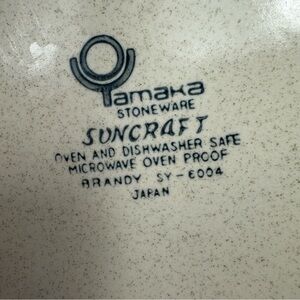 Yamaka
STONEWARE
SUNCRAFT
OVEN AND DISHWASHER SAFE
MICROWAVE OVEN PROOF
BRANDY SY-6004
JAPAN